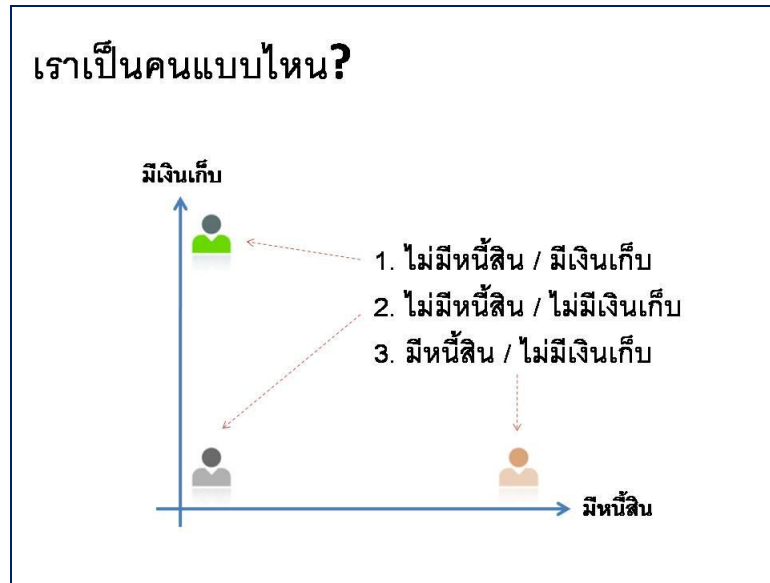 เราเป็นคนแบบไหน?
มีเงินเก็บ
1. ไม่มีหนี้สิน / มีเงินเก็บ
2. ไม่มีหนี้สิน / ไม่มีเงินเก็บ
3. มีหนี้สิน / ไม่มีเงินเก็บ
มีหนี้สิน